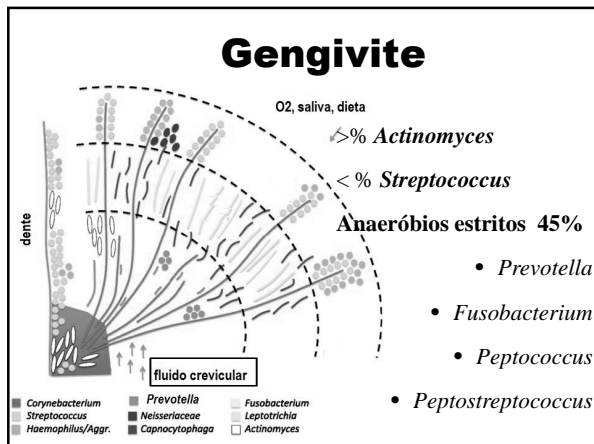 Gengivite
O2, saliva, dieta
>% Actinomyces
< % Streptococcus
Anaeróbios estritos 45%
• Prevotella
• Fusobacterium
• Peptococcus
• Peptostreptococcus
dente
fluido crevicular
Corynebacterium
Streptococcus
Haemophilus/Aggr.
Prevotella
Neisseriaceae
Capnocytophaga
Fusobacterium
Leptotrichia
Actinomyces